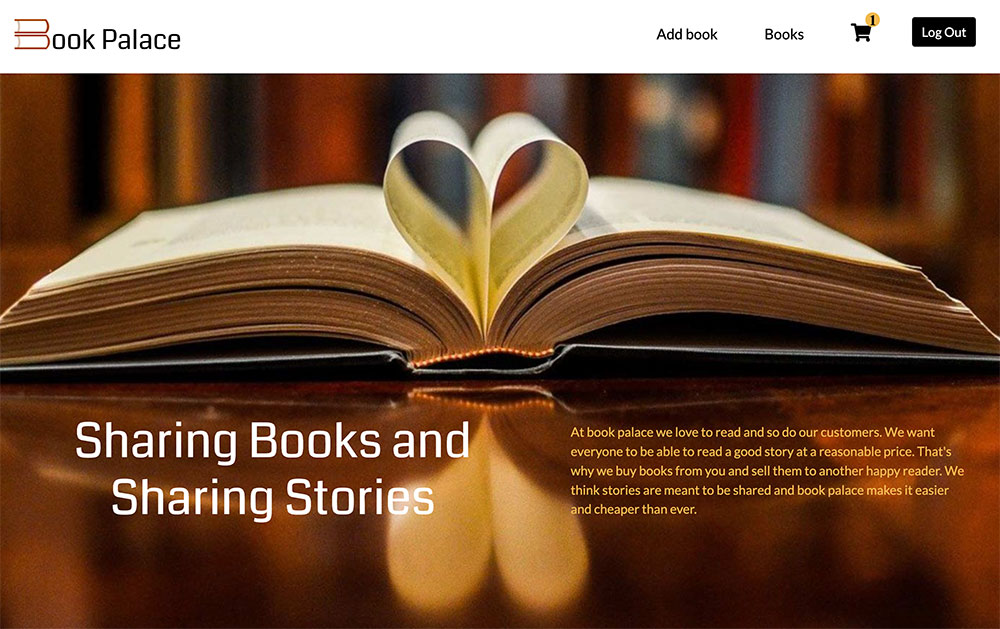 Book Palace
Add book
Books
1
Log Out
Sharing Books and
Sharing Stories
At book palace we love to read and so do our customers. We want
everyone to be able to read a good story at a reasonable price. That's
why we buy books from you and sell them to another happy reader. We
think stories are meant to be shared and book palace makes it easier
and cheaper than ever.